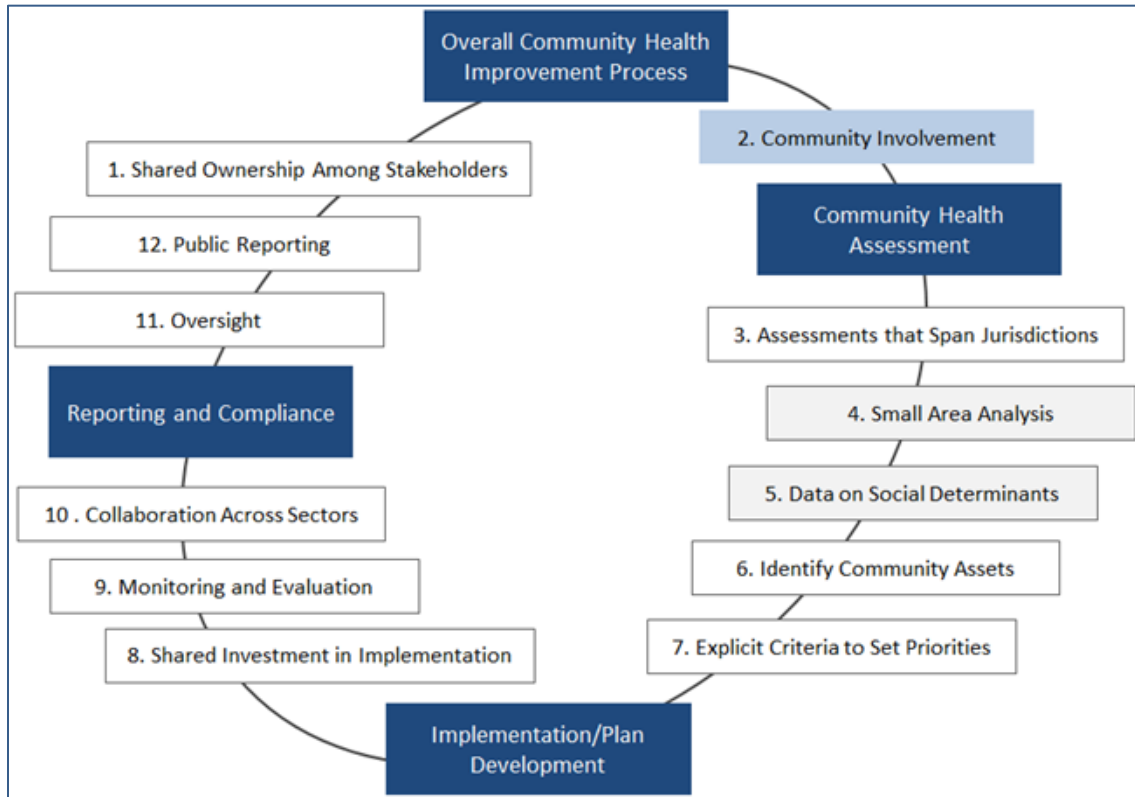 Overall Community Health
Improvement Process
2. Community Involvement
1. Shared Ownership Among Stakeholders
Community Health
Assessment
12. Public Reporting
11. Oversight
3. Assessments that Span Jurisdictions
Reporting and Compliance
4. Small Area Analysis
5. Data on Social Determinants
10 . Collaboration Across Sectors
6. Identify Community Assets
9. Monitoring and Evaluation
7. Explicit Criteria to Set Priorities
8. Shared Investment in Implementation
Implementation/Plan
Development